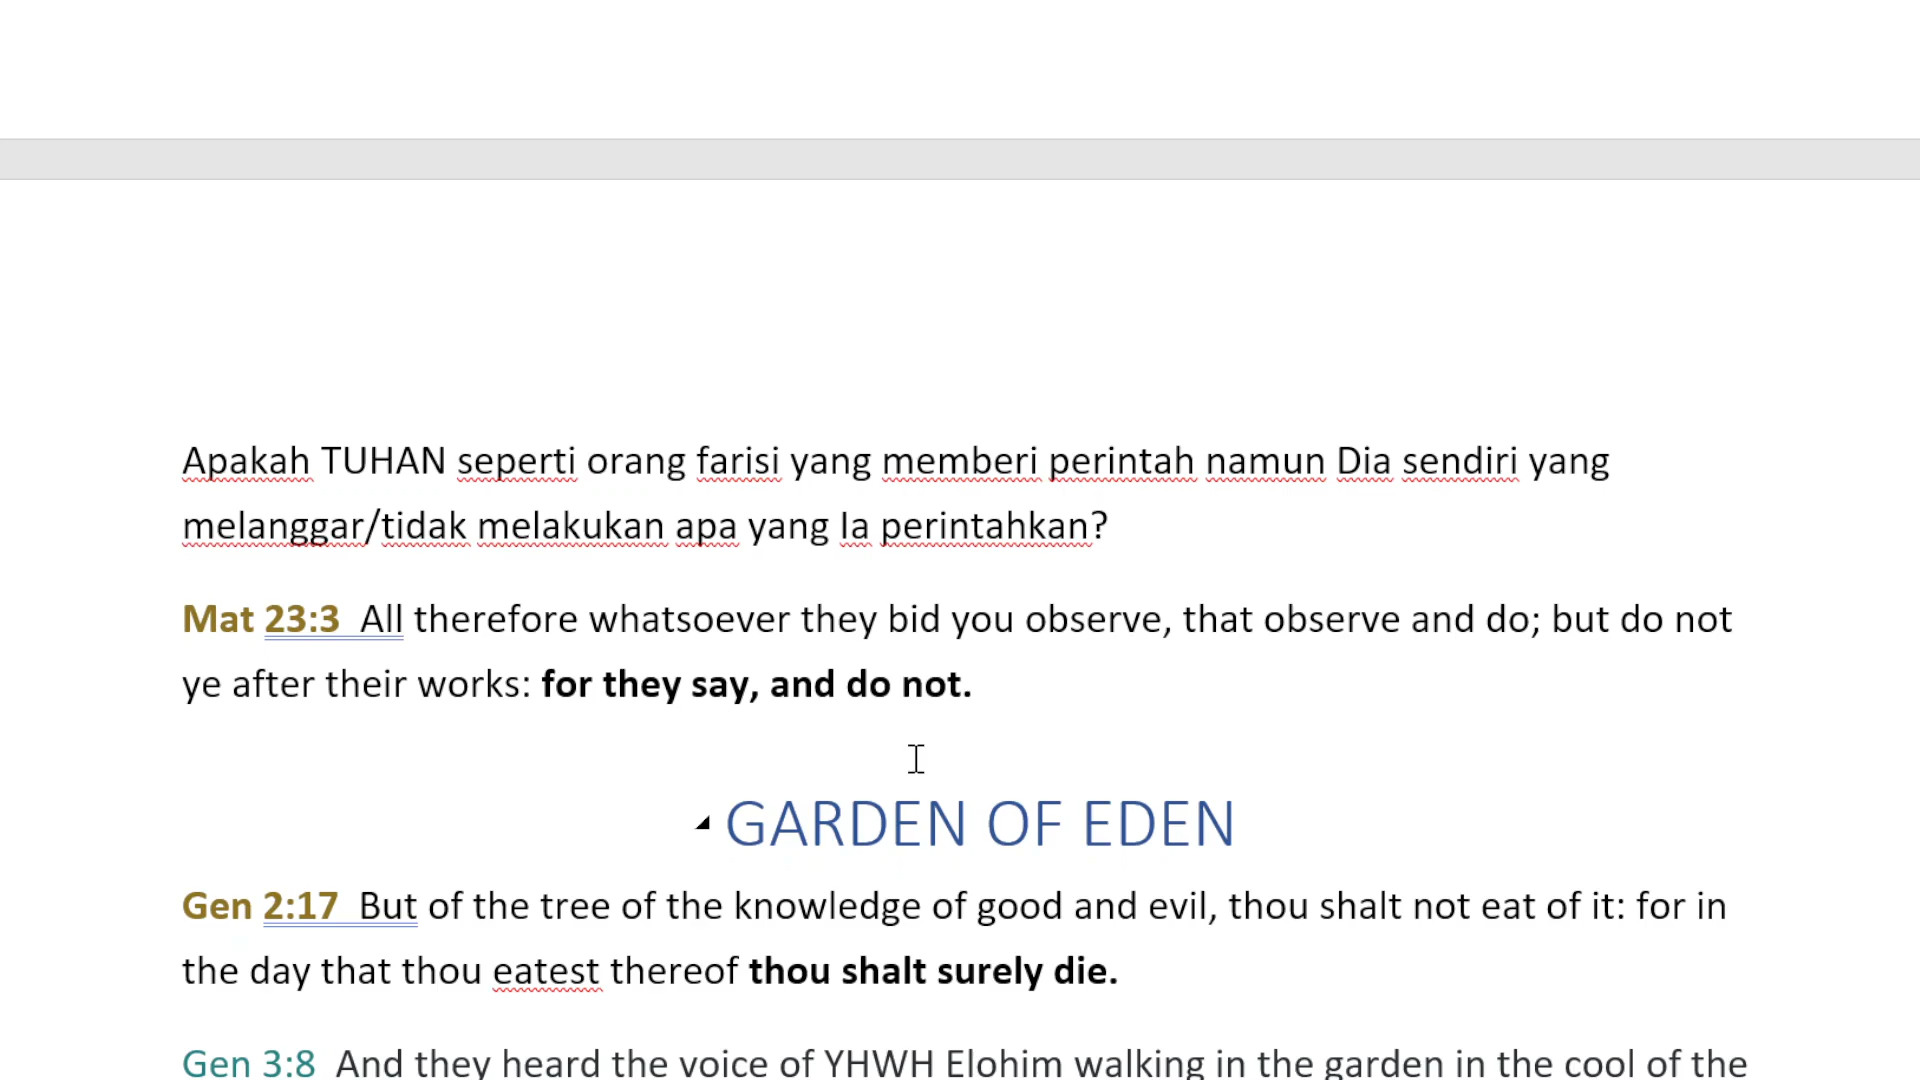 Apakah TUHAN seperti orang farisi yang memberi perintah namun Dia sendiri yang
melanggar/tidak melakukan apa yang Ia perintahkan?
Mat 23:3 All therefore whatsoever they bid you observe, that observe and do; but do not
ye after their works: for they say, and do not.
GARDEN OF EDEN
Gen 2:17 But of the tree of the knowledge of good and evil, thou shalt not eat of it: for in
the day that thou eatest thereof thou shalt surely die.
Gen 3:8 And they heard the voice of YHWH Elohim walking in the garden in the cool of the